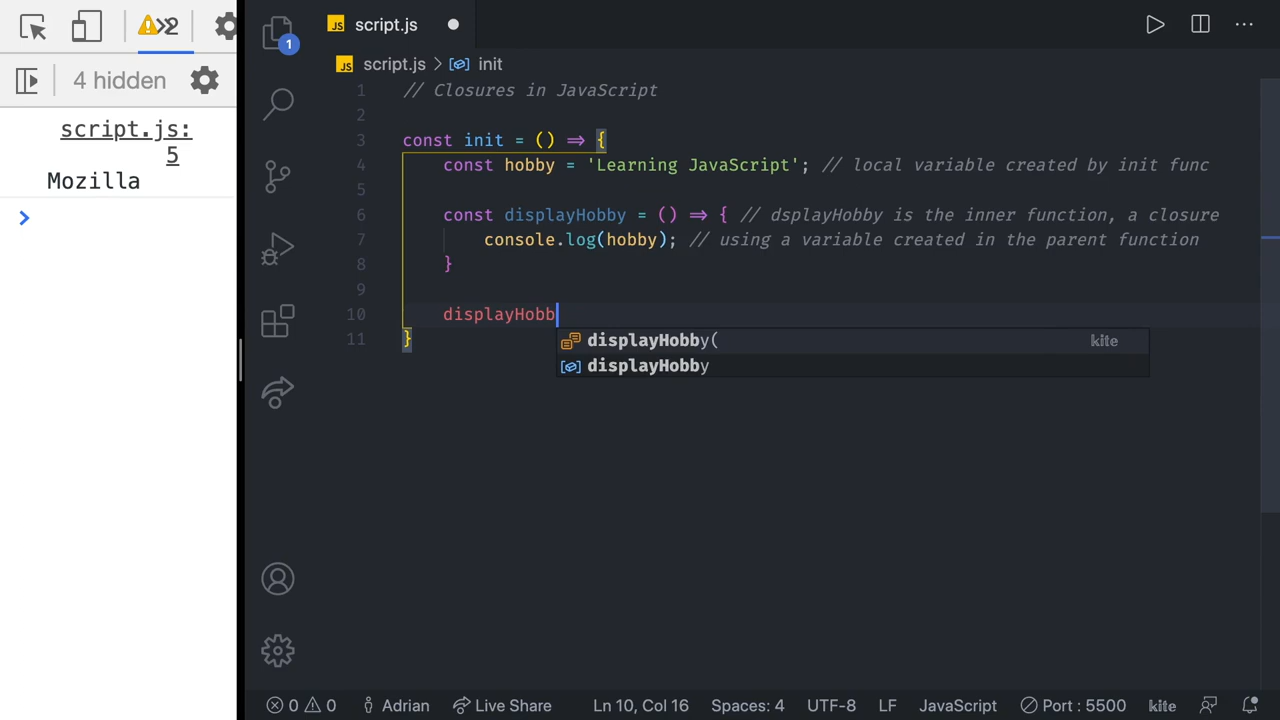 2
4 hidden
script.js:
5
Mozilla
1
JS script.js
JS script.js > init
1 // Closures in JavaScript
2
3 const init = () => {
4 const hobby = 'Learning JavaScript'; // local variable created by init func
5
6 const displayHobby = () => { // dsplayHobby is the inner function, a closure
7 console.log(hobby); // using a variable created in the parent function
8 }
9
10 displayHobb
displayHobby( kite
11 }
displayHobby
0 0 Adrian Live Share Ln 10, Col 16 Spaces: 4 UTF-8 LF JavaScript Port : 5500 kite